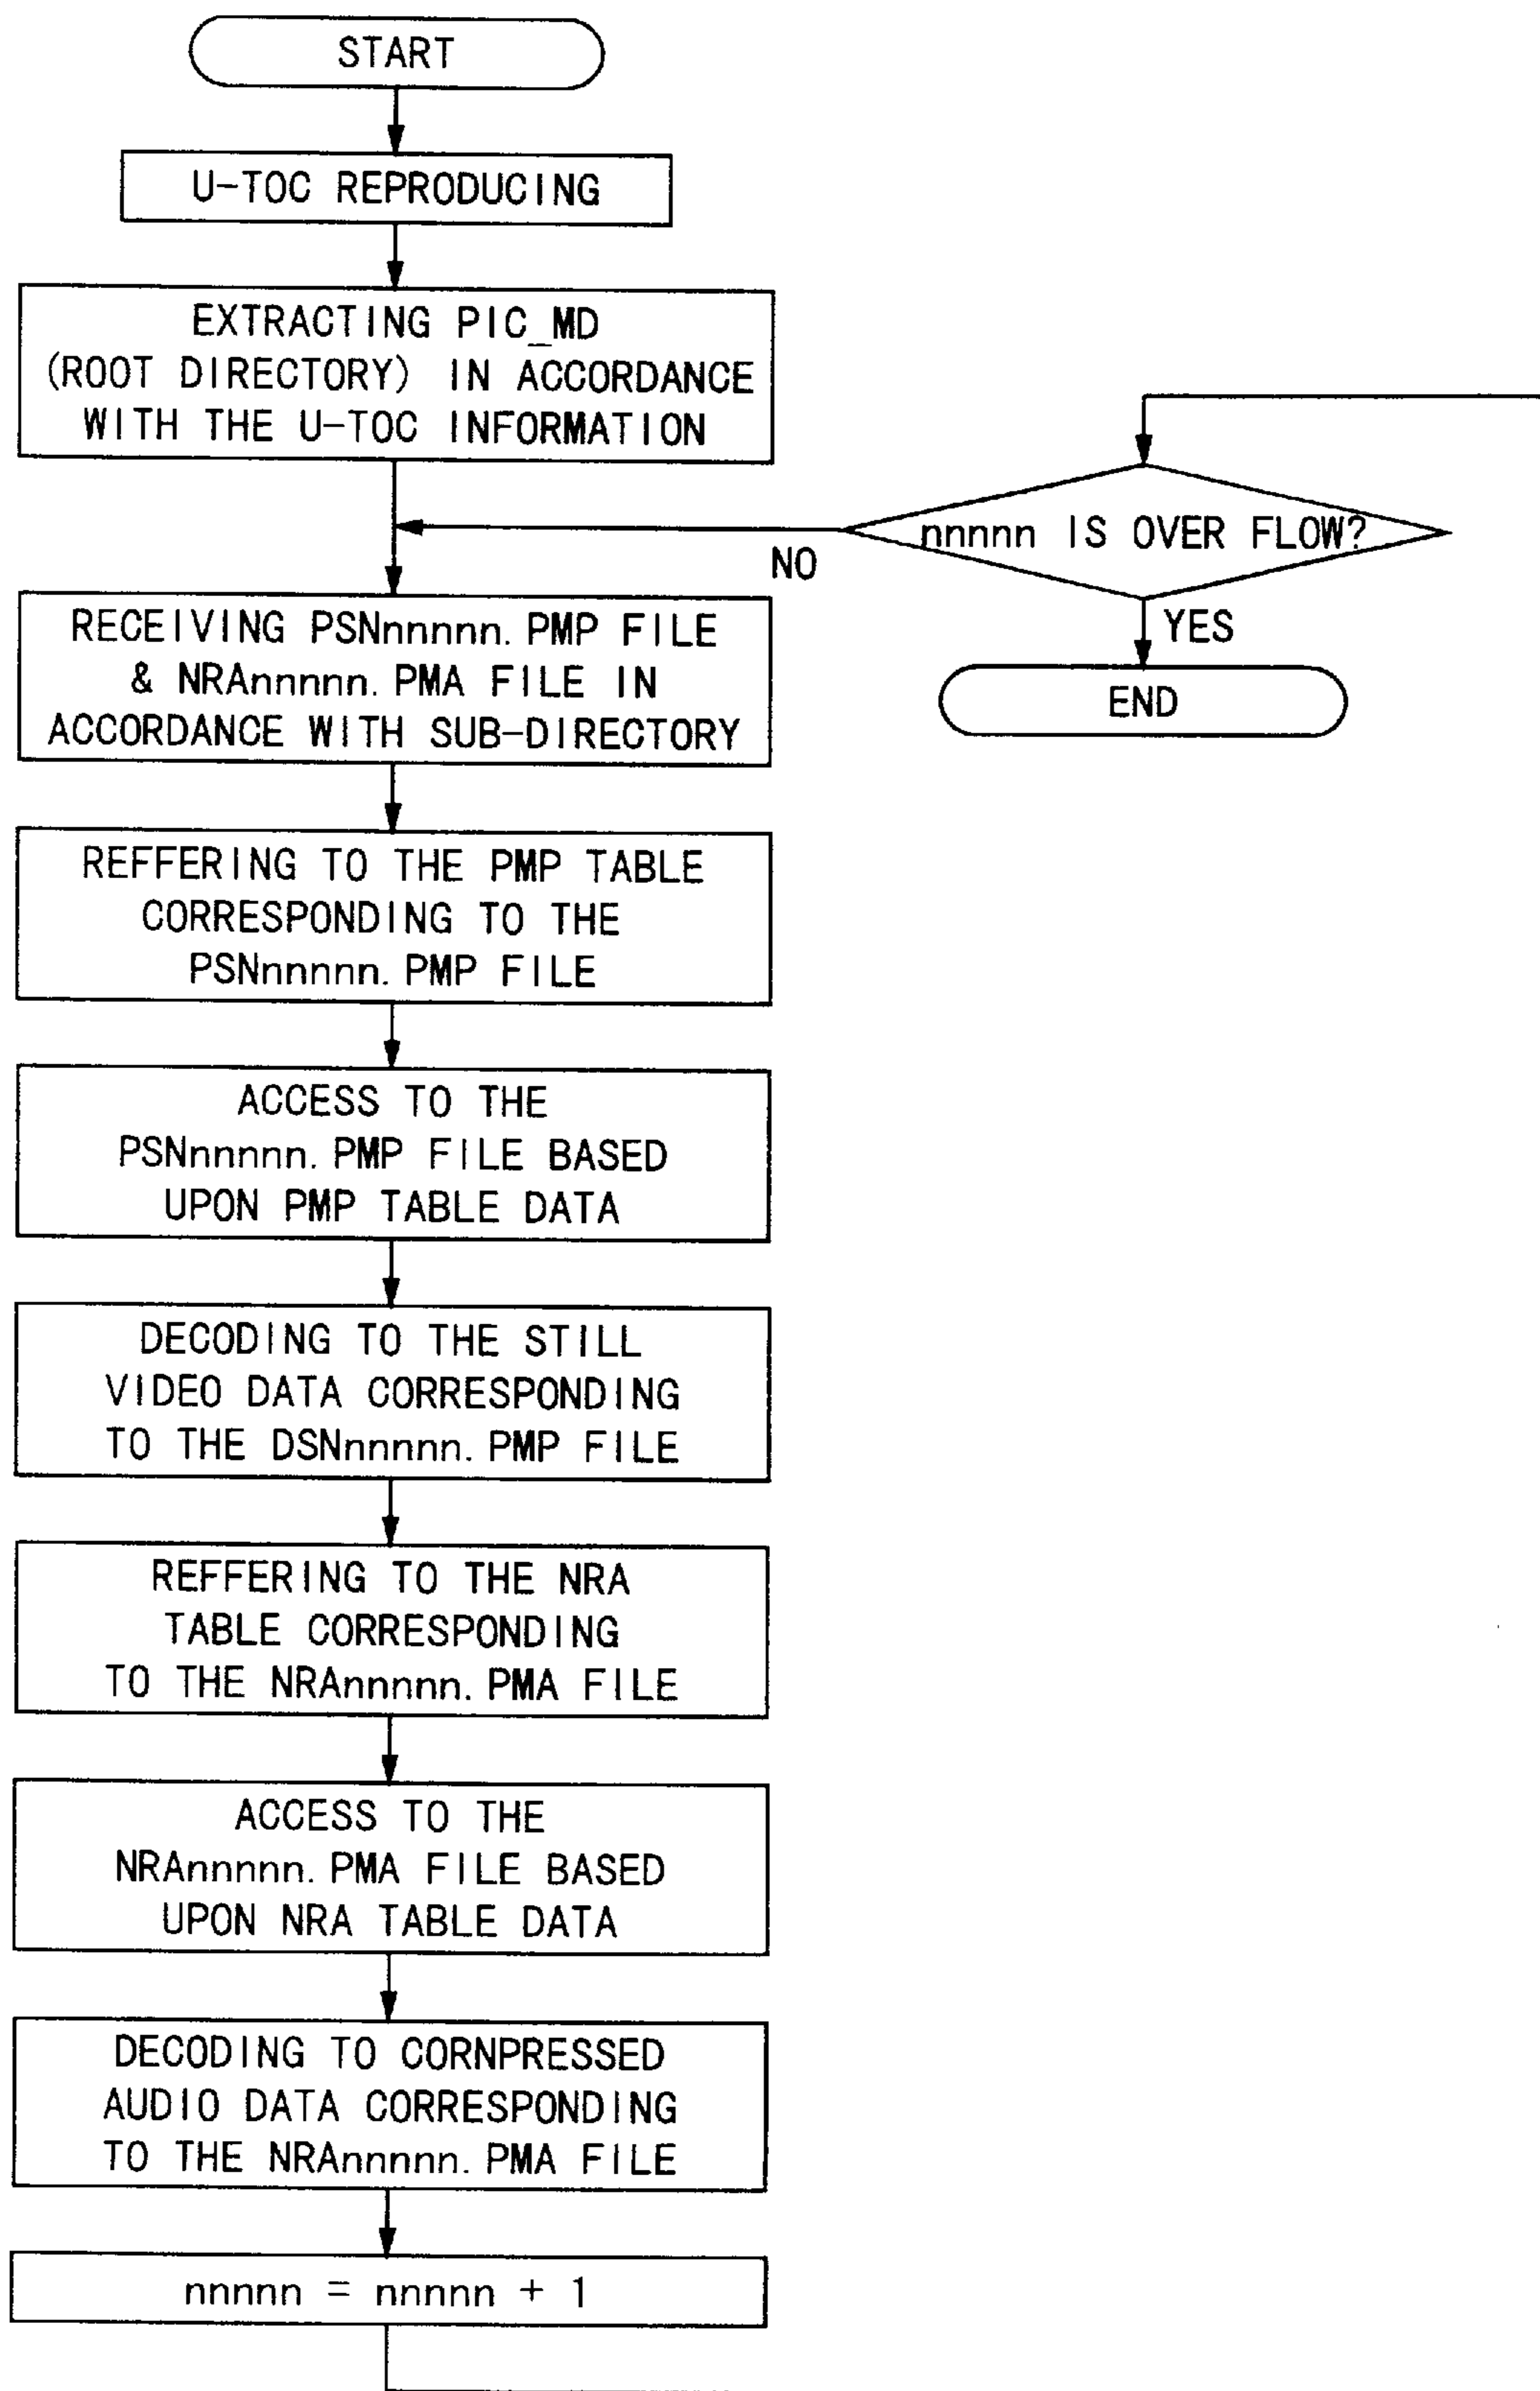 START
U-TOC REPRODUCING
EXTRACTING PIC_MD
(ROOT DIRECTORY) IN ACCORDANCE
WITH THE U-TOC INFORMATION
nnnnn IS OVER FLOW?
NO
YES
END
RECEIVING PSNnnnnn. PMP FILE
& NRAnnnnn. PMA FILE IN
ACCORDANCE WITH SUB-DIRECTORY
REFFERING TO THE PMP TABLE
CORRESPONDING TO THE
PSNnnnnn. PMP FILE
ACCESS TO THE
PSNnnnnn. PMP FILE BASED
UPON PMP TABLE DATA
DECODING TO THE STILL
VIDEO DATA CORRESPONDING
TO THE DSNnnnnn. PMP FILE
REFFERING TO THE NRA
TABLE CORRESPONDING
TO THE NRAnnnnn. PMA FILE
ACCESS TO THE
NRAnnnnn. PMA FILE BASED
UPON NRA TABLE DATA
DECODING TO CORNPRESSED
AUDIO DATA CORRESPONDING
TO THE NRAnnnnn. PMA FILE
nnnnn = nnnnn + 1